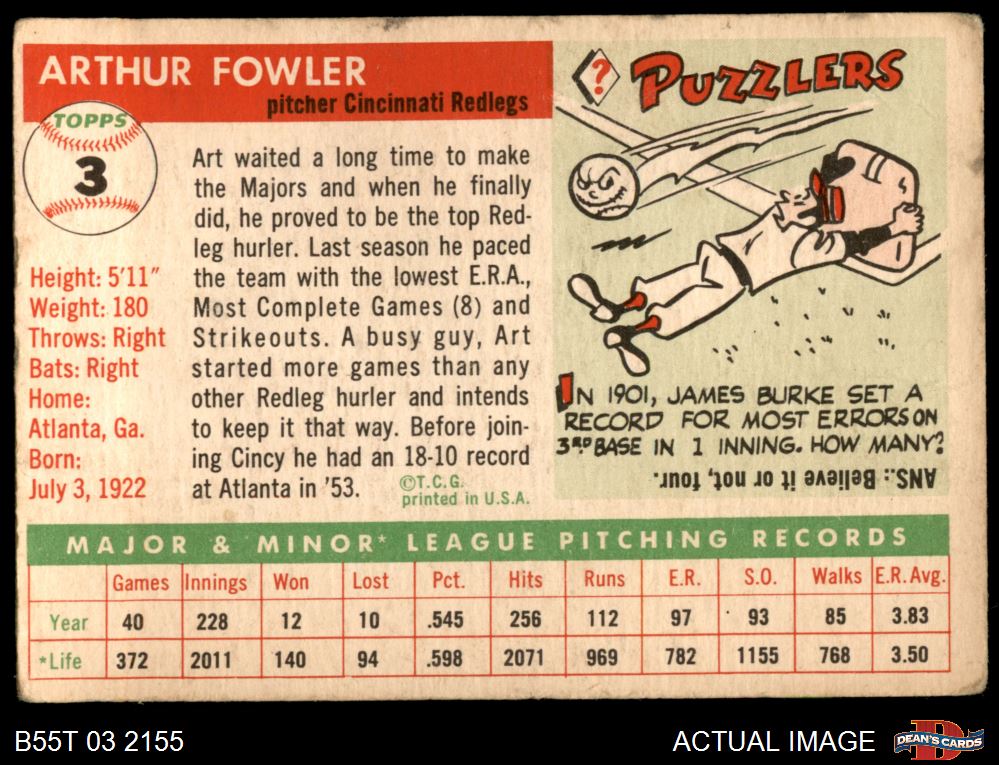 ARTHUR FOWLER
pitcher Cincinnati Redlegs
TOPPS
3
Height: 5'11"
Weight: 180
Throws: Right
Bats: Right
Home:
Atlanta, Ga.
Born:
July 3, 1922
Art waited a long time to make
the Majors and when he finally
did, he proved to be the top Red-
leg hurler. Last season he paced
the team with the lowest E.R.A.,
Most Complete Games (8) and
Strikeouts. A busy guy, Art
started more games than any
other Redleg hurler and intends
to keep it that way. Before join-
ing Cincy he had an 18-10 record
at Atlanta in '53.
©T.C.G.
printed in U.S.A.
? PUZZLERS
IN 1901, JAMES BURKE SET A
RECORD FOR MOST ERRORS ON
3RD BASE IN 1 INNING. HOW MANY?
ANS.: Believe it or not, four.
MAJOR & MINOR* LEAGUE PITCHING RECORDS
Games Innings Won Lost Pct. Hits Runs E.R. S.O. Walks E.R.Avg.
Year 40 228 12 10 .545 256 112 97 93 85 3.83
*Life 372 2011 140 94 .598 2071 969 782 1155 768 3.50
B55T 03 2155
ACTUAL IMAGE
D
DEAN'S CARDS